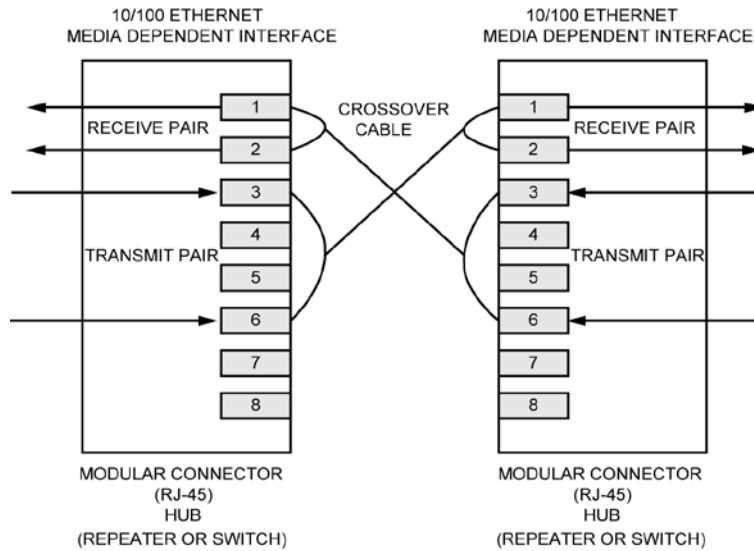 10/100 ETHERNET
MEDIA DEPENDENT INTERFACE
10/100 ETHERNET
MEDIA DEPENDENT INTERFACE
CROSSOVER
CABLE
1
RECEIVE PAIR
2
3
4
TRANSMIT PAIR
5
6
7
8
1
RECEIVE PAIR
2
3
4
TRANSMIT PAIR
5
6
7
8
MODULAR CONNECTOR
(RJ-45)
HUB
(REPEATER OR SWITCH)
MODULAR CONNECTOR
(RJ-45)
HUB
(REPEATER OR SWITCH)